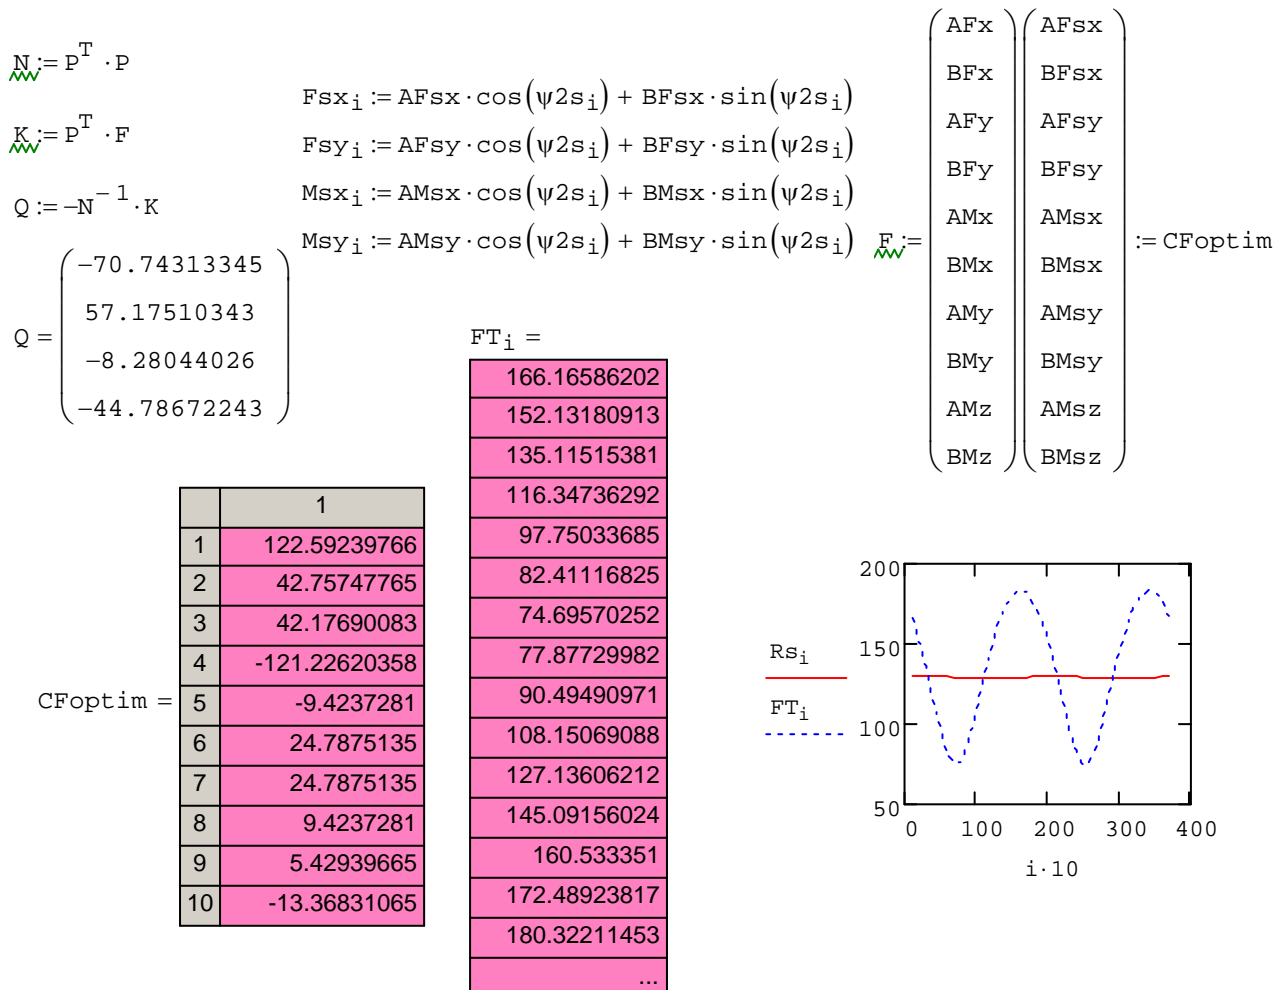 N := P^T · P
K := P^T · F
Q := −N^−1 · K
Q =
−70.74313345
57.17510343
−8.28044026
−44.78672243
Fsx_i := AFsx · cos(ψ2s_i) + BFsx · sin(ψ2s_i)
Fsy_i := AFsy · cos(ψ2s_i) + BFsy · sin(ψ2s_i)
Msx_i := AMsx · cos(ψ2s_i) + BMsx · sin(ψ2s_i)
Msy_i := AMsy · cos(ψ2s_i) + BMsy · sin(ψ2s_i)
F :=
AFx
BFx
AFy
BFy
AMx
BMx
AMy
BMy
AMz
BMz
AFsx
BFsx
AFsy
BFsy
AMsx
BMsx
AMsy
BMsy
AMsz
BMsz
:= CFoptim
CFoptim =
1
1 122.59239766
2 42.75747765
3 42.17690083
4 -121.22620358
5 -9.4237281
6 24.7875135
7 24.7875135
8 9.4237281
9 5.42939665
10 -13.36831065
FT_i =
166.16586202
152.13180913
135.11515381
116.34736292
97.75033685
82.41116825
74.69570252
77.87729982
90.49490971
108.15069088
127.13606212
145.09156024
160.533351
172.48923817
180.32211453
...
Rs_i
FT_i
200
150
100
50
0 100 200 300 400
i·10